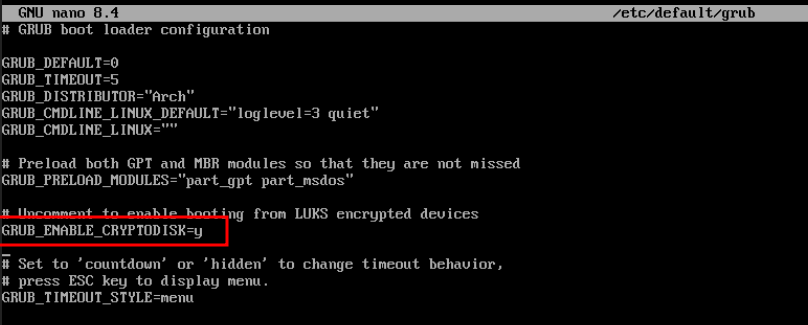 GNU nano 8.4 /etc/default/grub
# GRUB boot loader configuration
GRUB_DEFAULT=0
GRUB_TIMEOUT=5
GRUB_DISTRIBUTOR="Arch"
GRUB_CMDLINE_LINUX_DEFAULT="loglevel=3 quiet"
GRUB_CMDLINE_LINUX=""
# Preload both GPT and MBR modules so that they are not missed
GRUB_PRELOAD_MODULES="part_gpt part_msdos"
# Uncomment to enable booting from LUKS encrypted devices
GRUB_ENABLE_CRYPTODISK=y
# Set to 'countdown' or 'hidden' to change timeout behavior,
# press ESC key to display menu.
GRUB_TIMEOUT_STYLE=menu